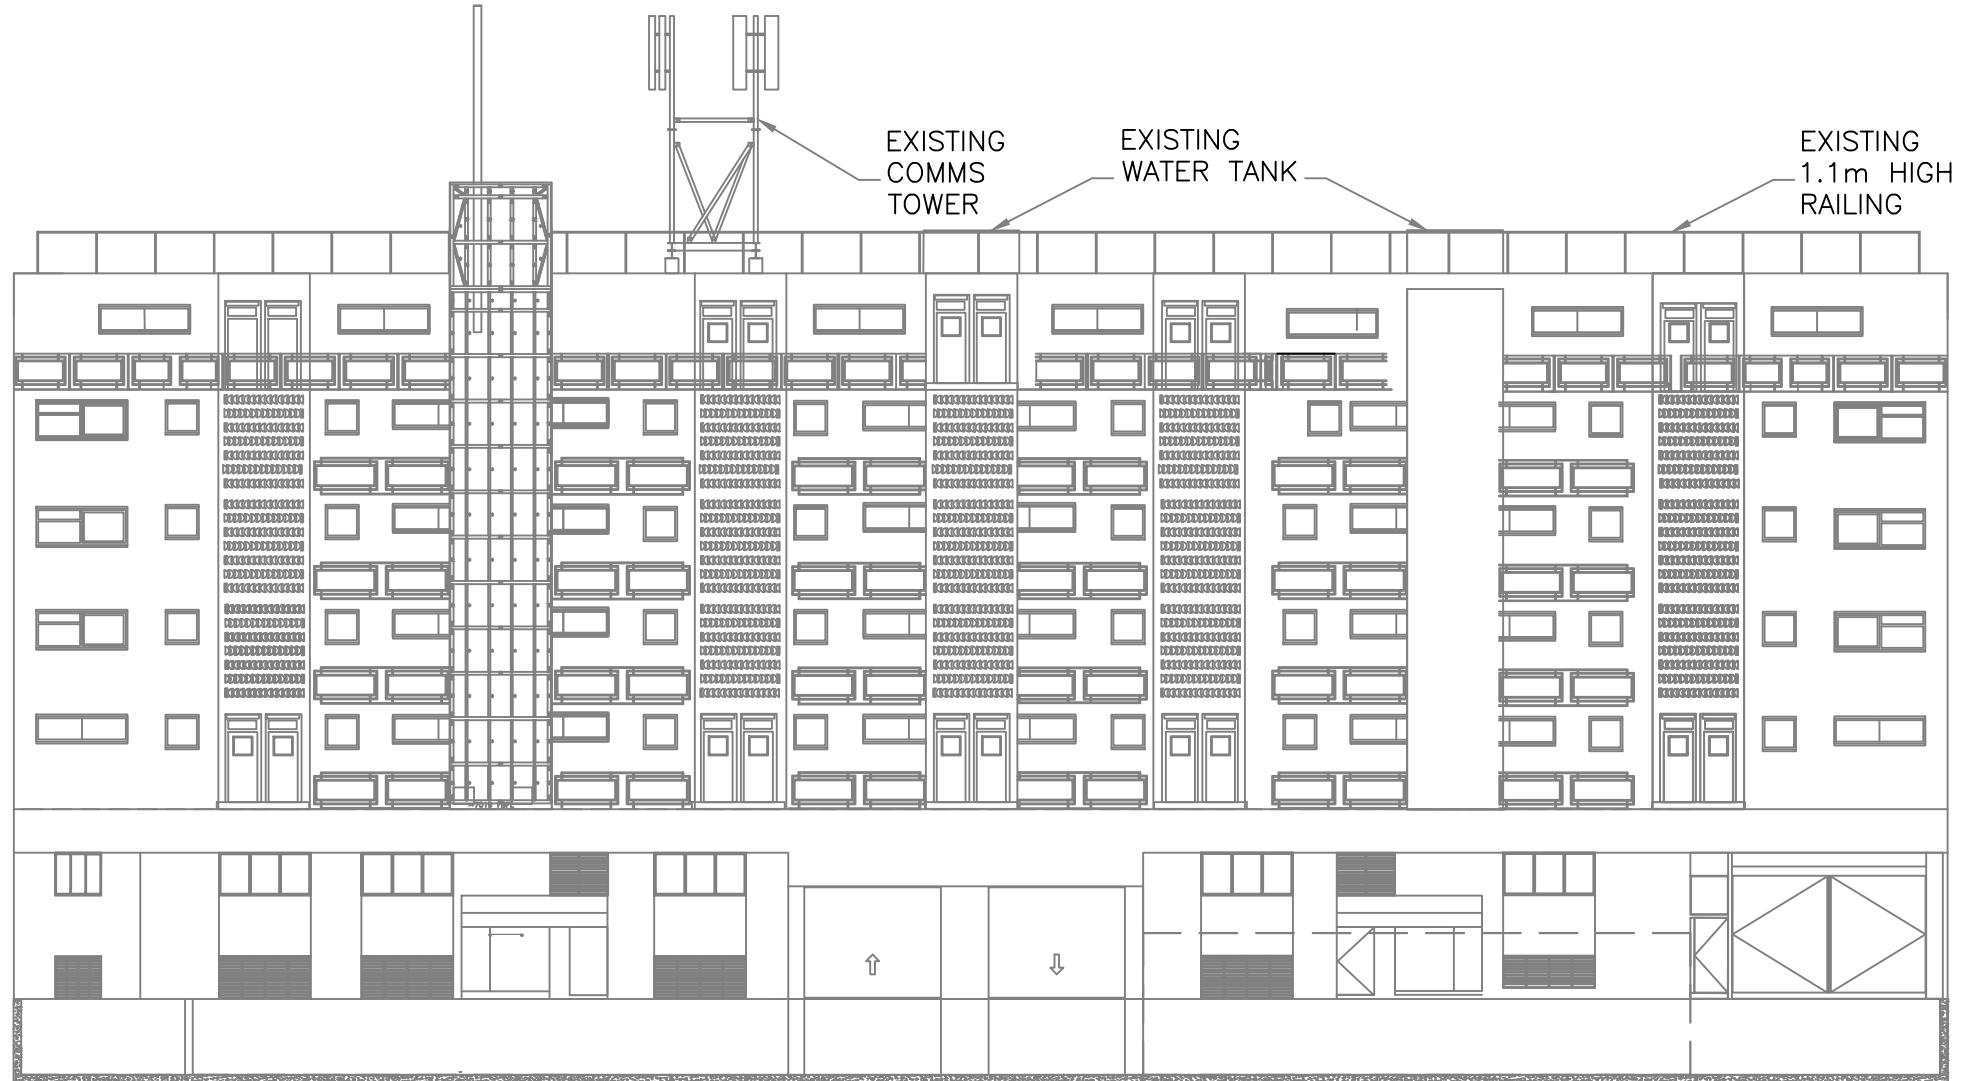 EXISTING
COMMS
TOWER
EXISTING
WATER TANK
EXISTING
1.1m HIGH
RAILING